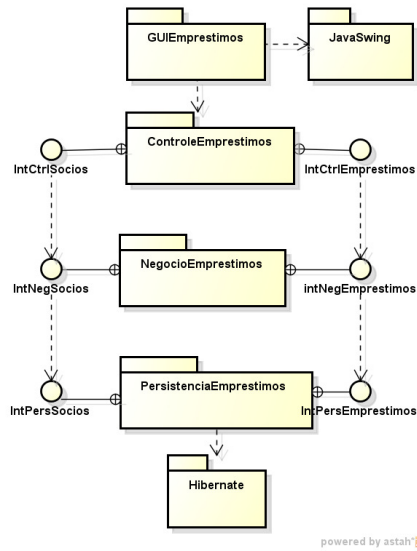 GUIEmprestimos
JavaSwing
ControleEmprestimos
IntCtrlSocios
IntCtrlEmprestimos
NegocioEmprestimos
IntNegSocios
intNegEmprestimos
PersistenciaEmprestimos
IntPersSocios
IntPersEmprestimos
Hibernate
powered by astah*